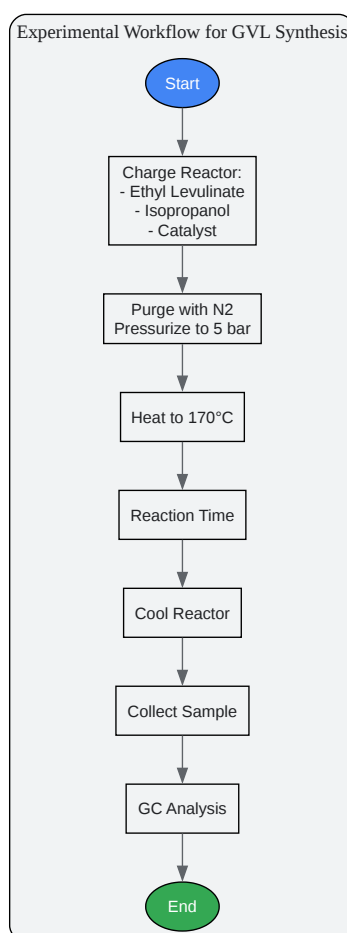 Experimental Workflow for GVL Synthesis
Start
Charge Reactor:
- Ethyl Levulinate
- Isopropanol
- Catalyst
Purge with N2
Pressurize to 5 bar
Heat to 170°C
Reaction Time
Cool Reactor
Collect Sample
GC Analysis
End